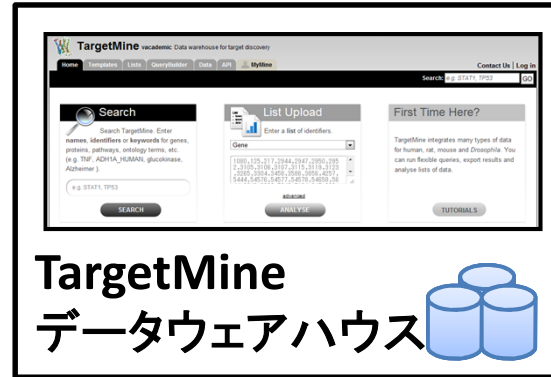 TargetMine vacademic Data warehouse for target discovery
Home Templates Lists QueryBuilder Data API MyMine
Contact Us | Log in
Search: e.g. STAT1, TP53 GO
Search
Search TargetMine. Enter
names, identifiers or keywords for genes,
proteins, pathways, ontology terms, etc.
(e.g. TNF, ADH1A_HUMAN, glucokinase,
Alzheimer ).
e.g. STAT1, TP53
SEARCH
List Upload
Enter a list of identifiers.
Gene
advanced
ANALYSE
First Time Here?
TargetMine integrates many types of data
for human, rat, mouse and Drosophila. You
can run flexible queries, export results and
analyse lists of data.
TUTORIALS
TargetMine
データウェアハウス